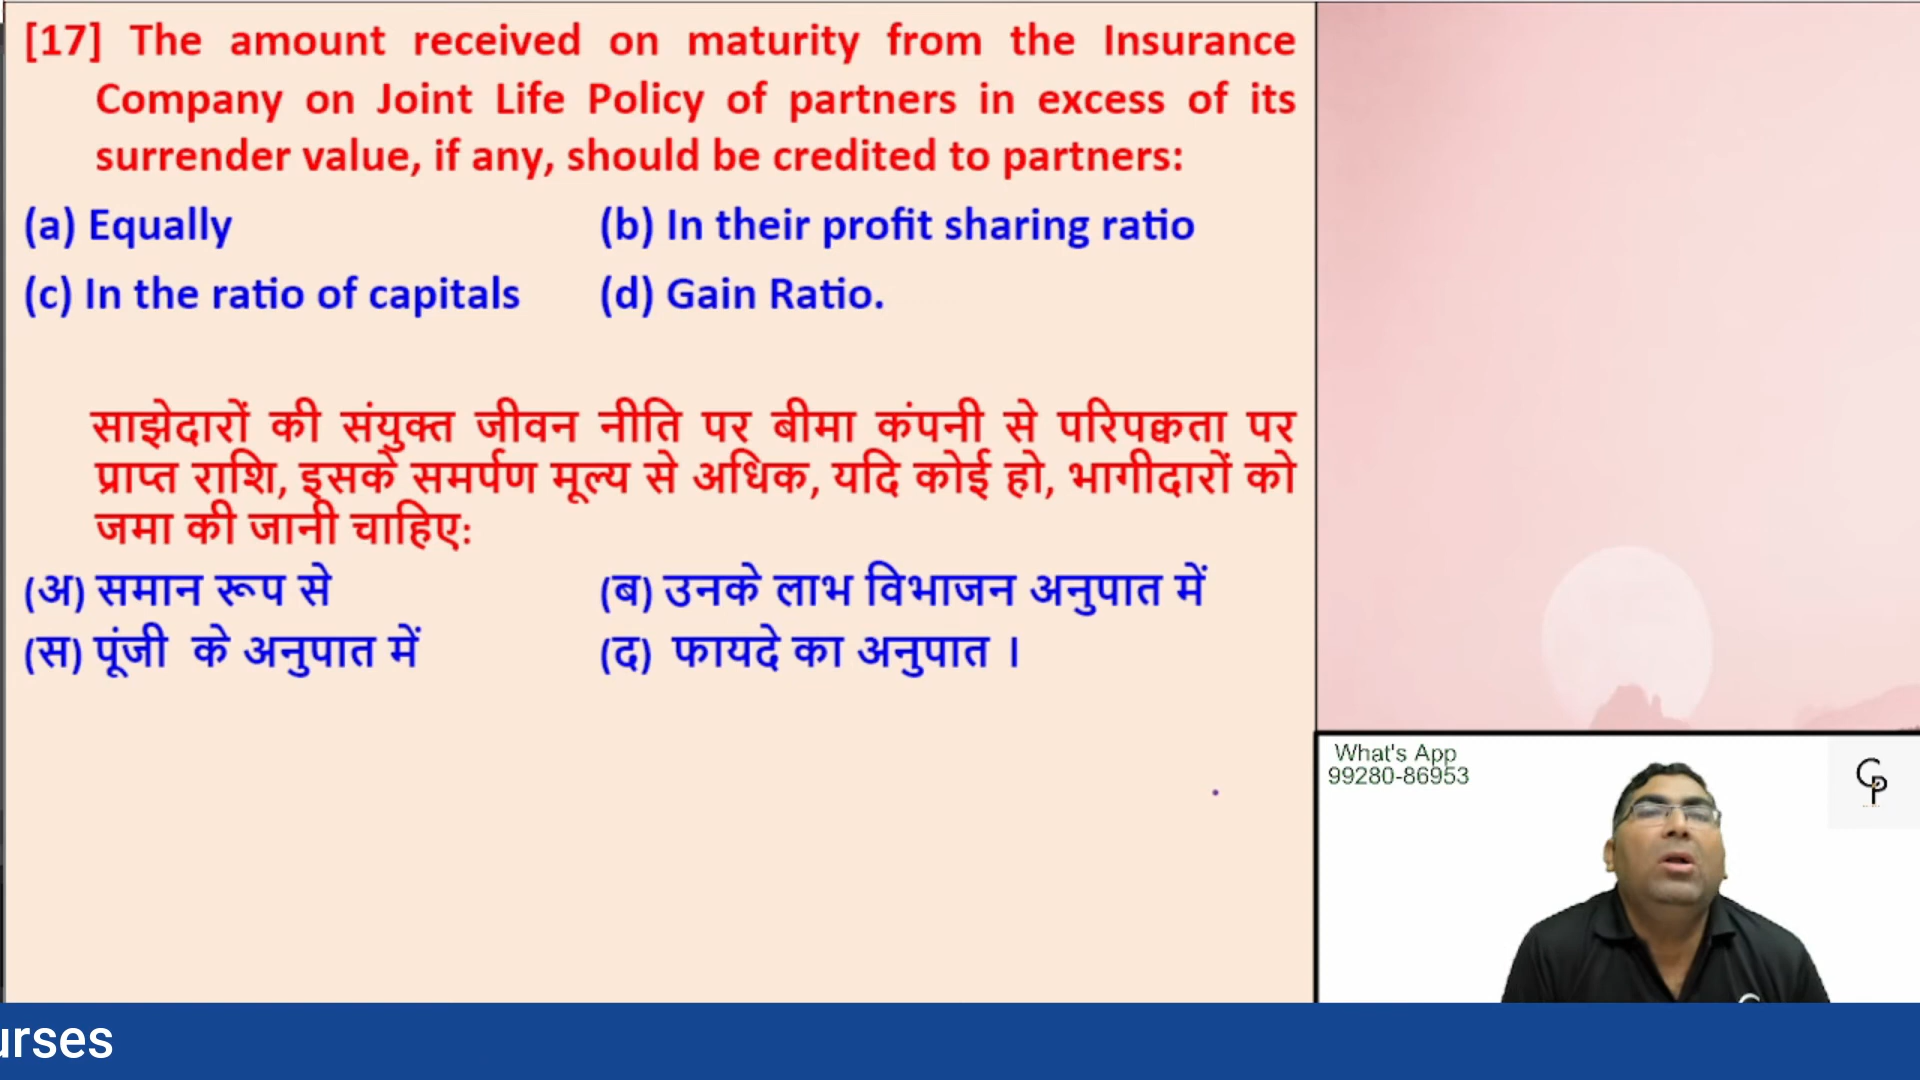 [17] The amount received on maturity from the Insurance
Company on Joint Life Policy of partners in excess of its
surrender value, if any, should be credited to partners:
(a) Equally (b) In their profit sharing ratio
(c) In the ratio of capitals (d) Gain Ratio.
साझेदारों की संयुक्त जीवन नीति पर बीमा कंपनी से परिपक्वता पर
प्राप्त राशि, इसके समर्पण मूल्य से अधिक, यदि कोई हो, भागीदारों को
जमा की जानी चाहिएः
(अ) समान रूप से (ब) उनके लाभ विभाजन अनुपात में
(स) पूंजी के अनुपात में (द) फायदे का अनुपात ।
What's App
99280-86953
CP
urses